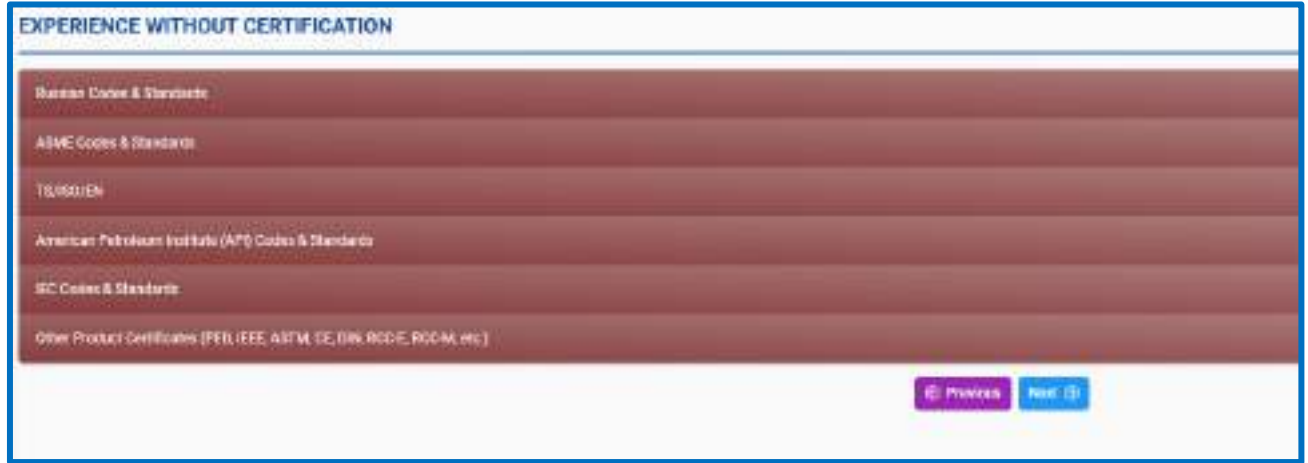 EXPERIENCE WITHOUT CERTIFICATION
Russian Codes & Standards
ASME Codes & Standards
TS/ISO/EN
American Petroleum Institute (API) Codes & Standards
IEC Codes & Standards
Other Product Certificates (PED, IEEE, ASTM, CE, DIN, RCC-E, RCC-M, etc.)
Previous Next